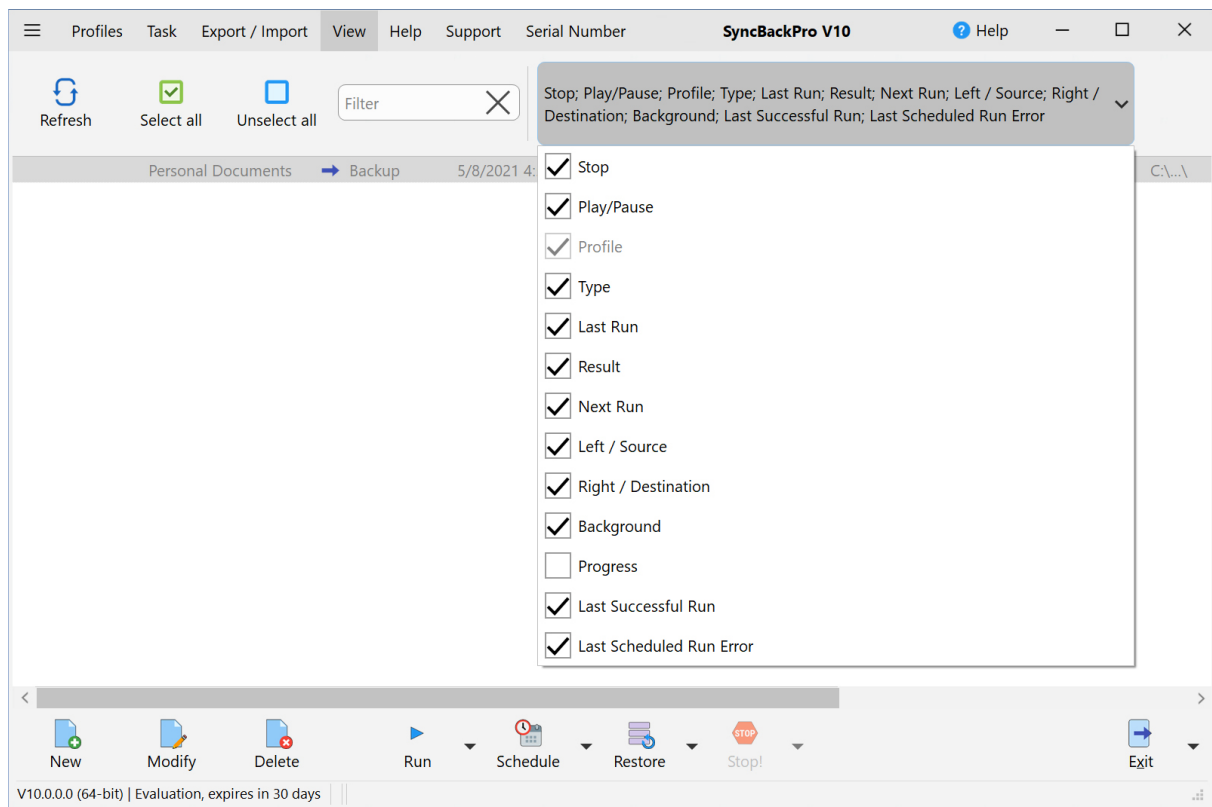 Profiles Task Export / Import View Help Support Serial Number SyncBackPro V10 Help
Refresh Select all Unselect all Filter
Stop; Play/Pause; Profile; Type; Last Run; Result; Next Run; Left / Source; Right /
Destination; Background; Last Successful Run; Last Scheduled Run Error
Personal Documents Backup 5/8/2021 4: C:\...\
Stop
Play/Pause
Profile
Type
Last Run
Result
Next Run
Left / Source
Right / Destination
Background
Progress
Last Successful Run
Last Scheduled Run Error
STOP
New Modify Delete Run Schedule Restore Stop! Exit
V10.0.0.0 (64-bit) | Evaluation, expires in 30 days